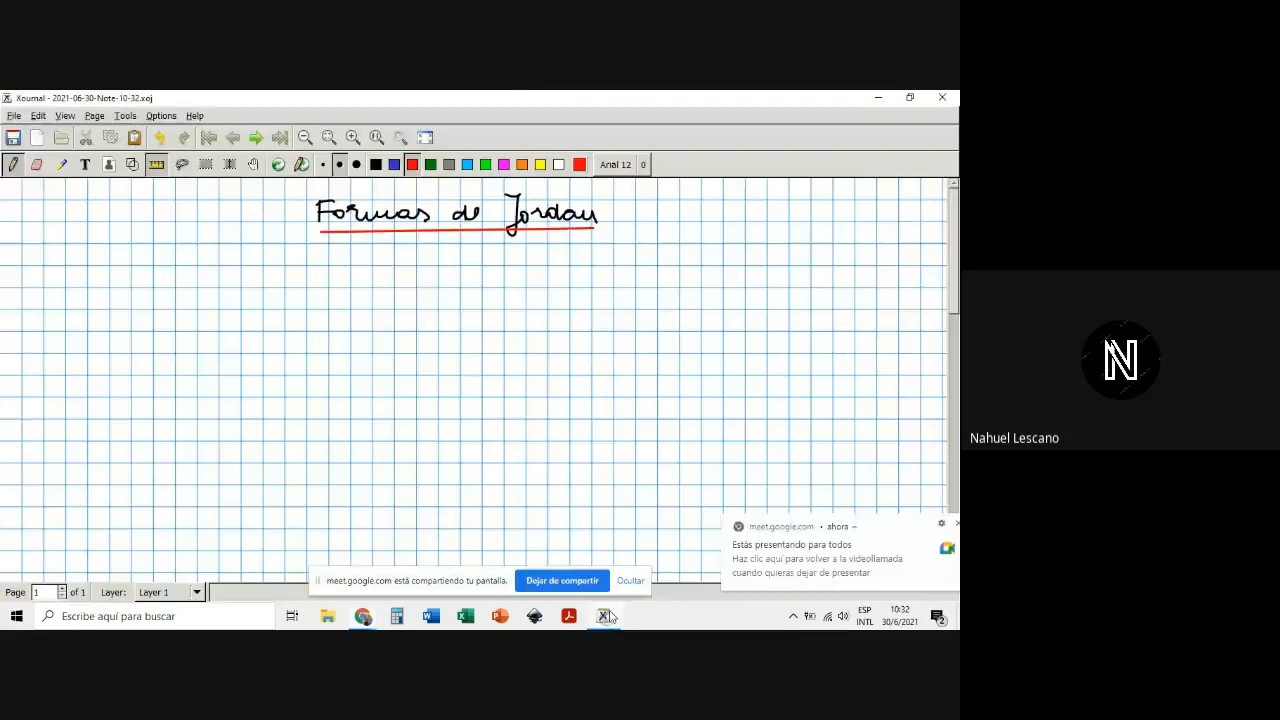 Xournal - 2021-06-30-Note-10-32.xoj
File Edit View Page Tools Options Help
Arial 12 0
Formas de Jordan
N
Nahuel Lescano
meet.google.com • ahora
Estás presentando para todos
Haz clic aquí para volver a la videollamada
cuando quieras dejar de presentar
meet.google.com está compartiendo tu pantalla. Dejar de compartir Ocultar
Page 1 of 1 Layer: Layer 1
Escribe aquí para buscar
ESP
INTL
10:32
30/6/2021
2